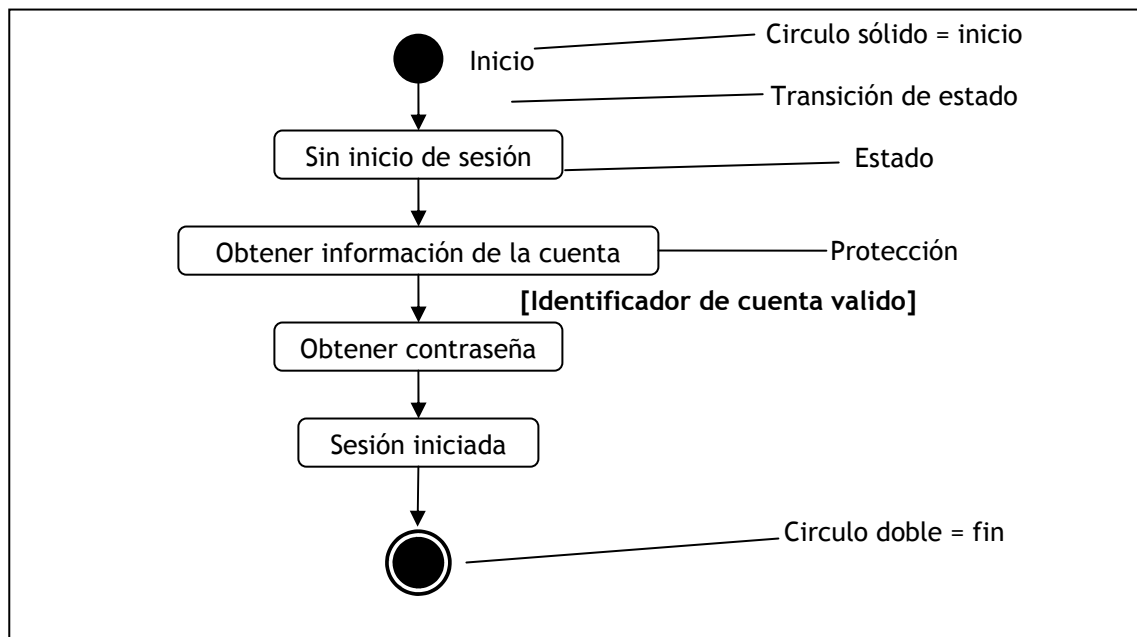 Circulo sólido = inicio
Inicio
Transición de estado
Sin inicio de sesión
Estado
Obtener información de la cuenta
Protección
[Identificador de cuenta valido]
Obtener contraseña
Sesión iniciada
Circulo doble = fin